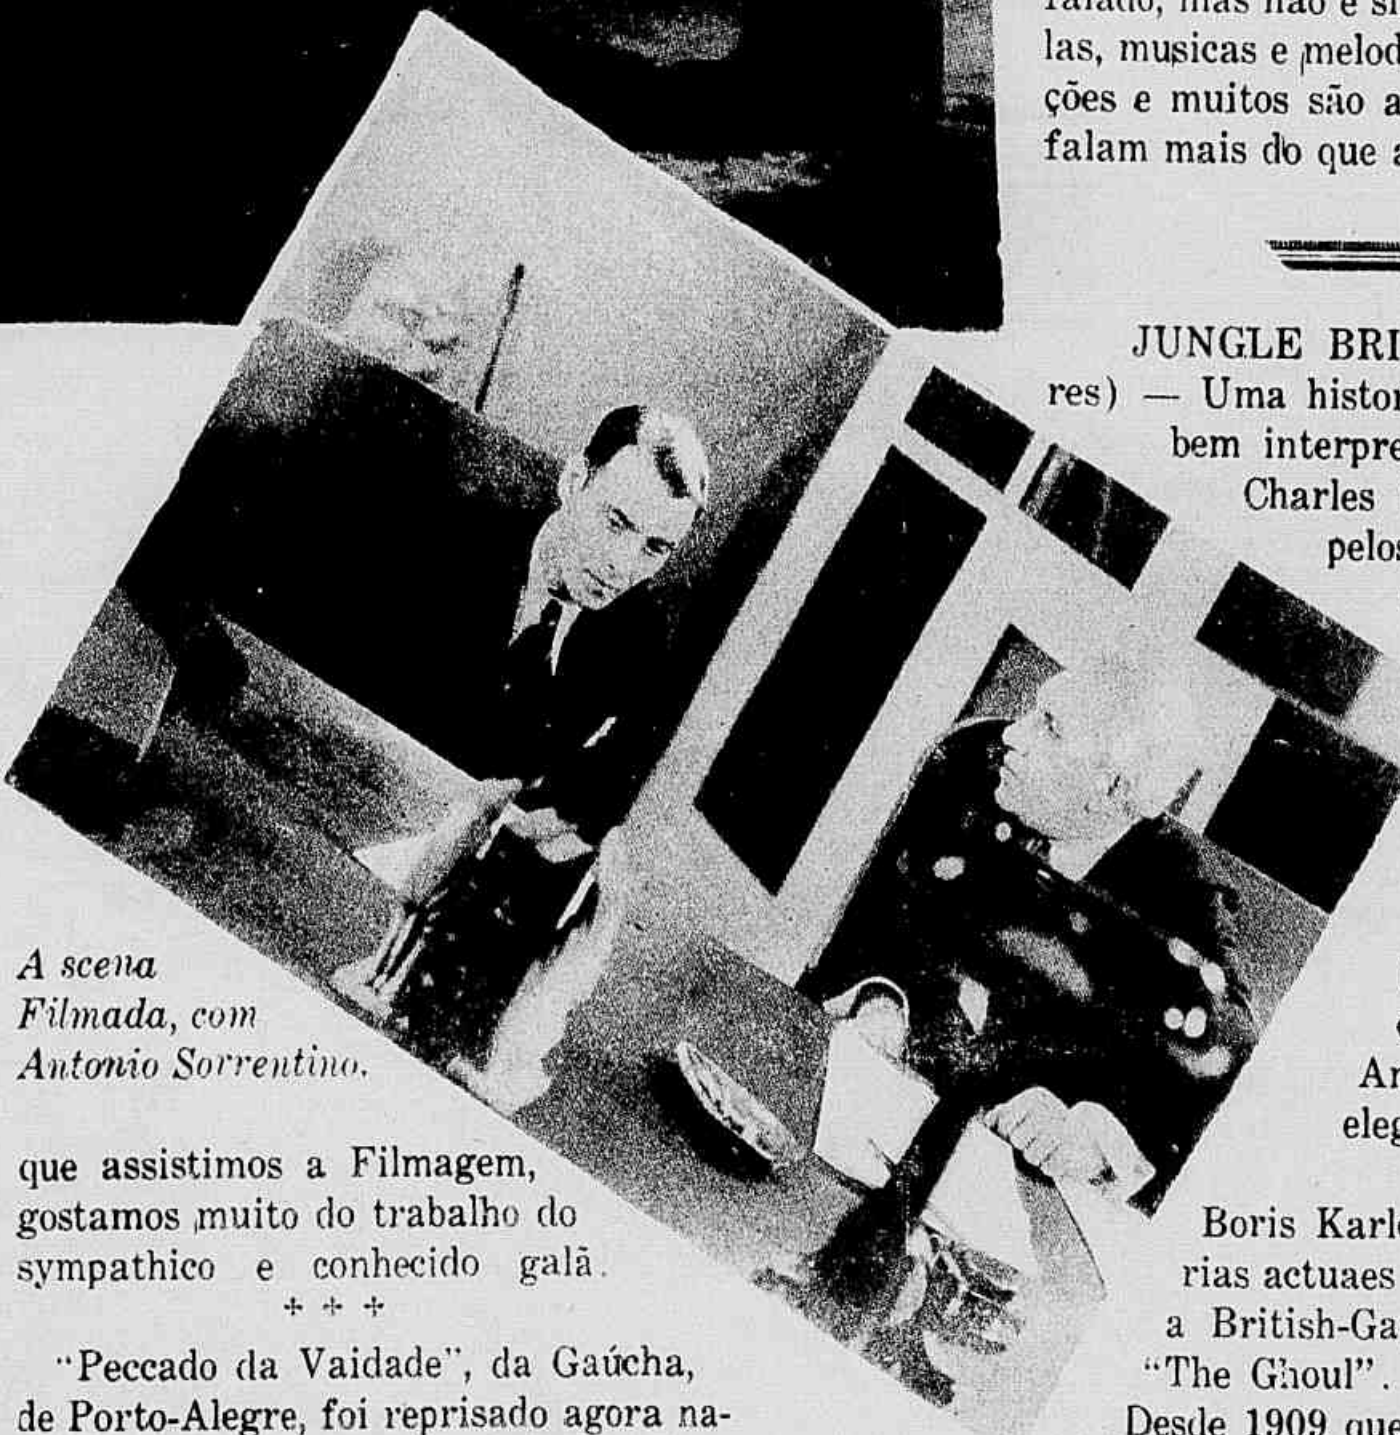 A scena
Filmada, com
Antonio Sorrentino.
que assistimos a Filmagem,
gostamos muito do trabalho do
sympathico e conhecido galã.
+ + +
"Peccado da Vaidade", da Gaúcha,
de Porto-Alegre, foi reprisado agora na-
las, musicas e melod
ções e muitos são a
falam mais do que a
JUNGLE BRI
res) — Uma histor
bem interpre
Charles
pelos
Ar
eleg
Boris Karl
rias actuaes
a British-Ga
"The Ghoul".
Desde 1909 que